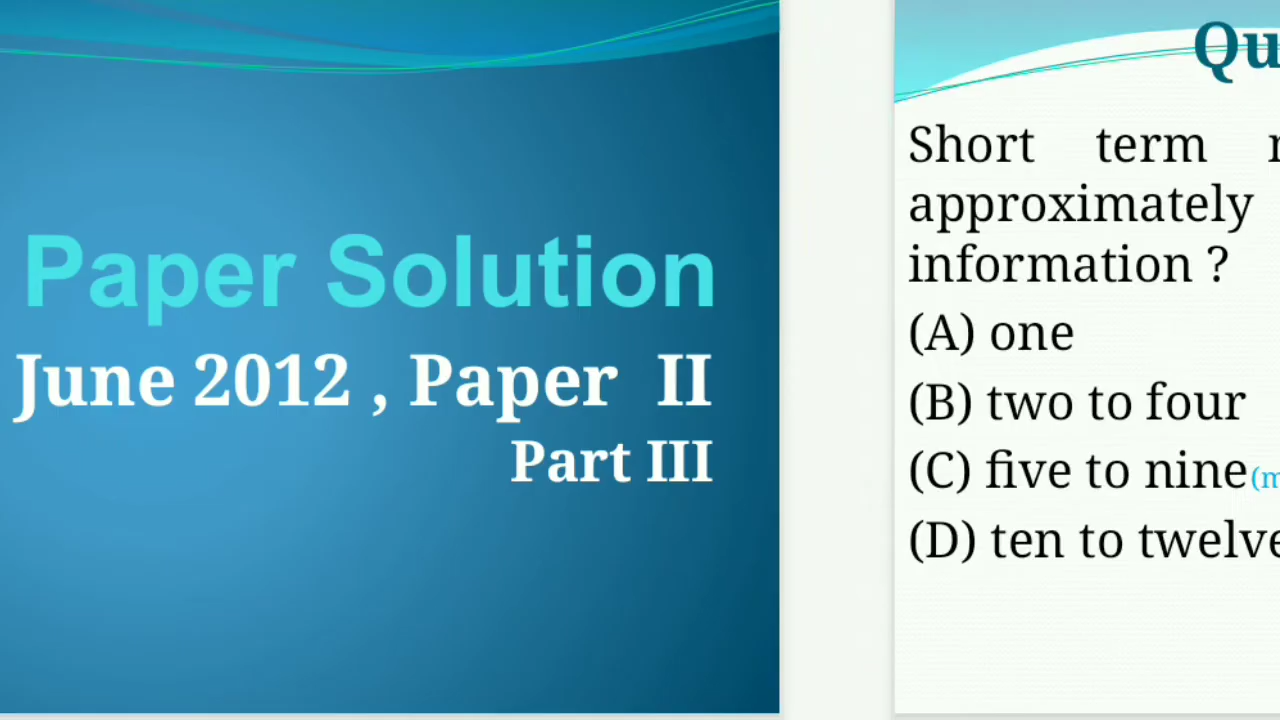 Paper Solution
June 2012 , Paper II
Part III
Short term
approximately
information ?
(A) one
(B) two to four
(C) five to nine
(D) ten to twelve